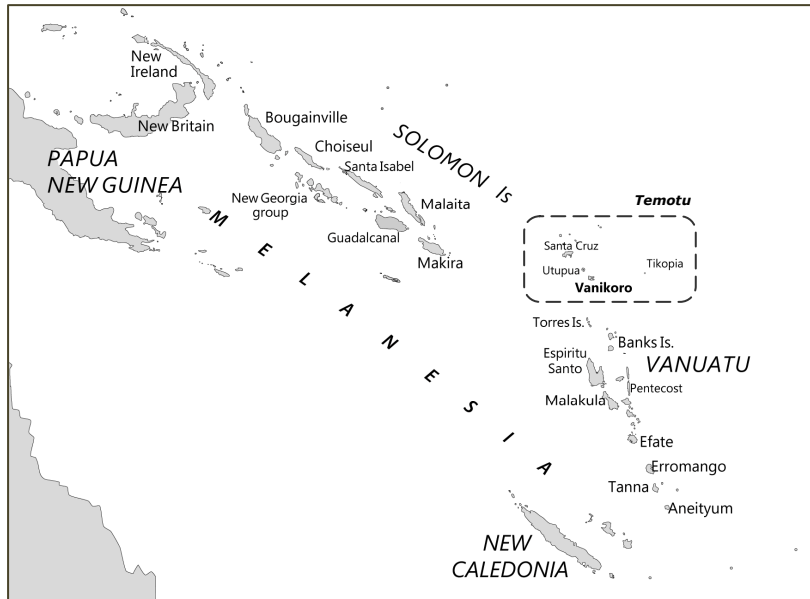 New
Ireland
New Britain
Bougainville
PAPUA
NEW GUINEA
Choiseul
Santa Isabel
SOLOMON Is
New Georgia
group
Malaita
Guadalcanal
Makira
Temotu
Santa Cruz
Utupua
Tikopia
Vanikoro
MELANESIA
Torres Is.
Banks Is.
Espiritu
Santo
VANUATU
Pentecost
Malakula
Efate
Erromango
Tanna
Aneityum
NEW
CALEDONIA